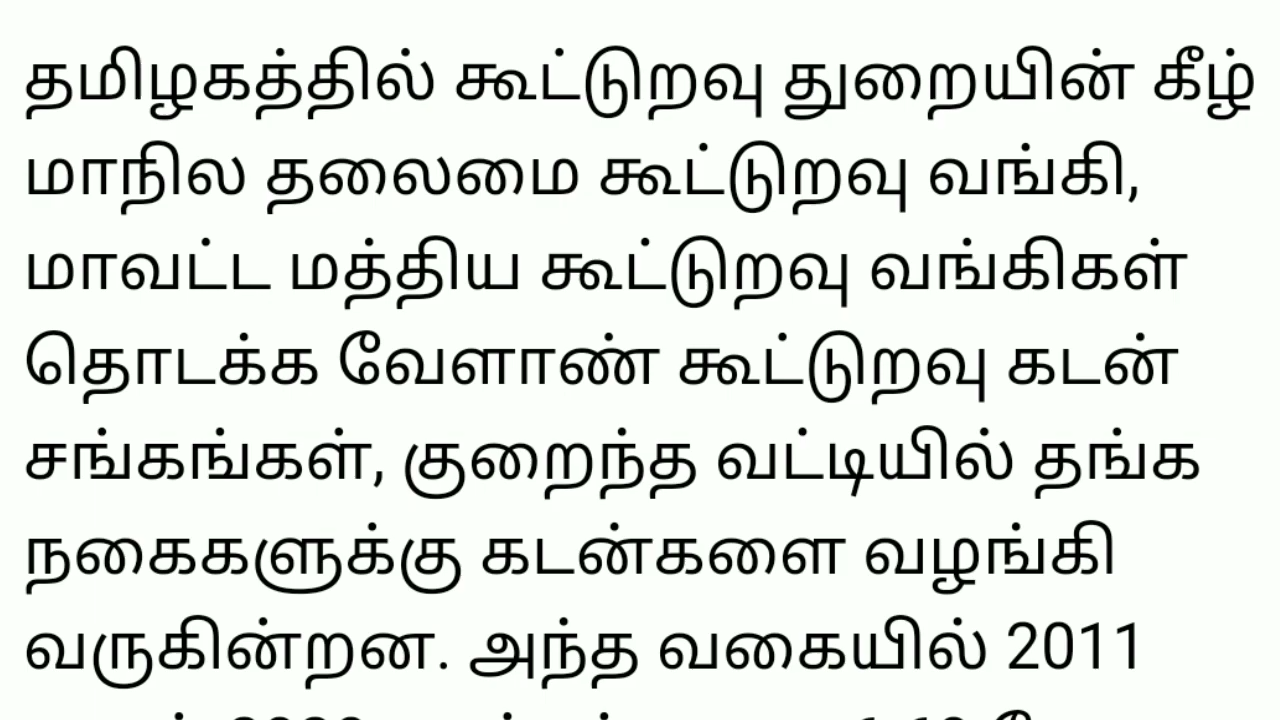 தமிழகத்தில் கூட்டுறவு துறையின் கீழ்
மாநில தலைமை கூட்டுறவு வங்கி,
மாவட்ட மத்திய கூட்டுறவு வங்கிகள்
தொடக்க வேளாண் கூட்டுறவு கடன்
சங்கங்கள், குறைந்த வட்டியில் தங்க
நகைகளுக்கு கடன்களை வழங்கி
வருகின்றன. அந்த வகையில் 2011